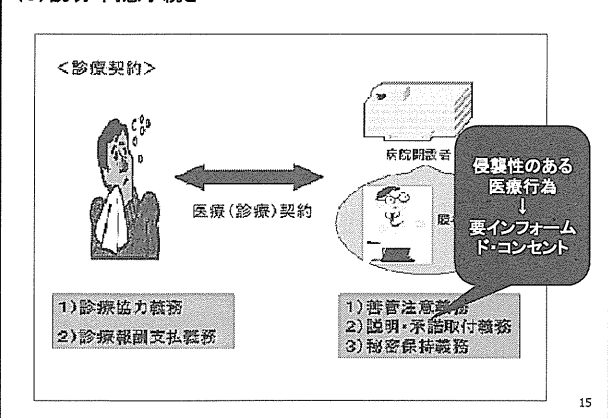 <診療契約>
病院開設者
医療(診療)契約
侵襲性のある
医療行為
↓
要インフォーム
ド・コンセント
1)診療協力義務
2)診療報酬支払義務
1)善管注意義務
2)説明・承諾取付義務
3)秘密保持義務
15